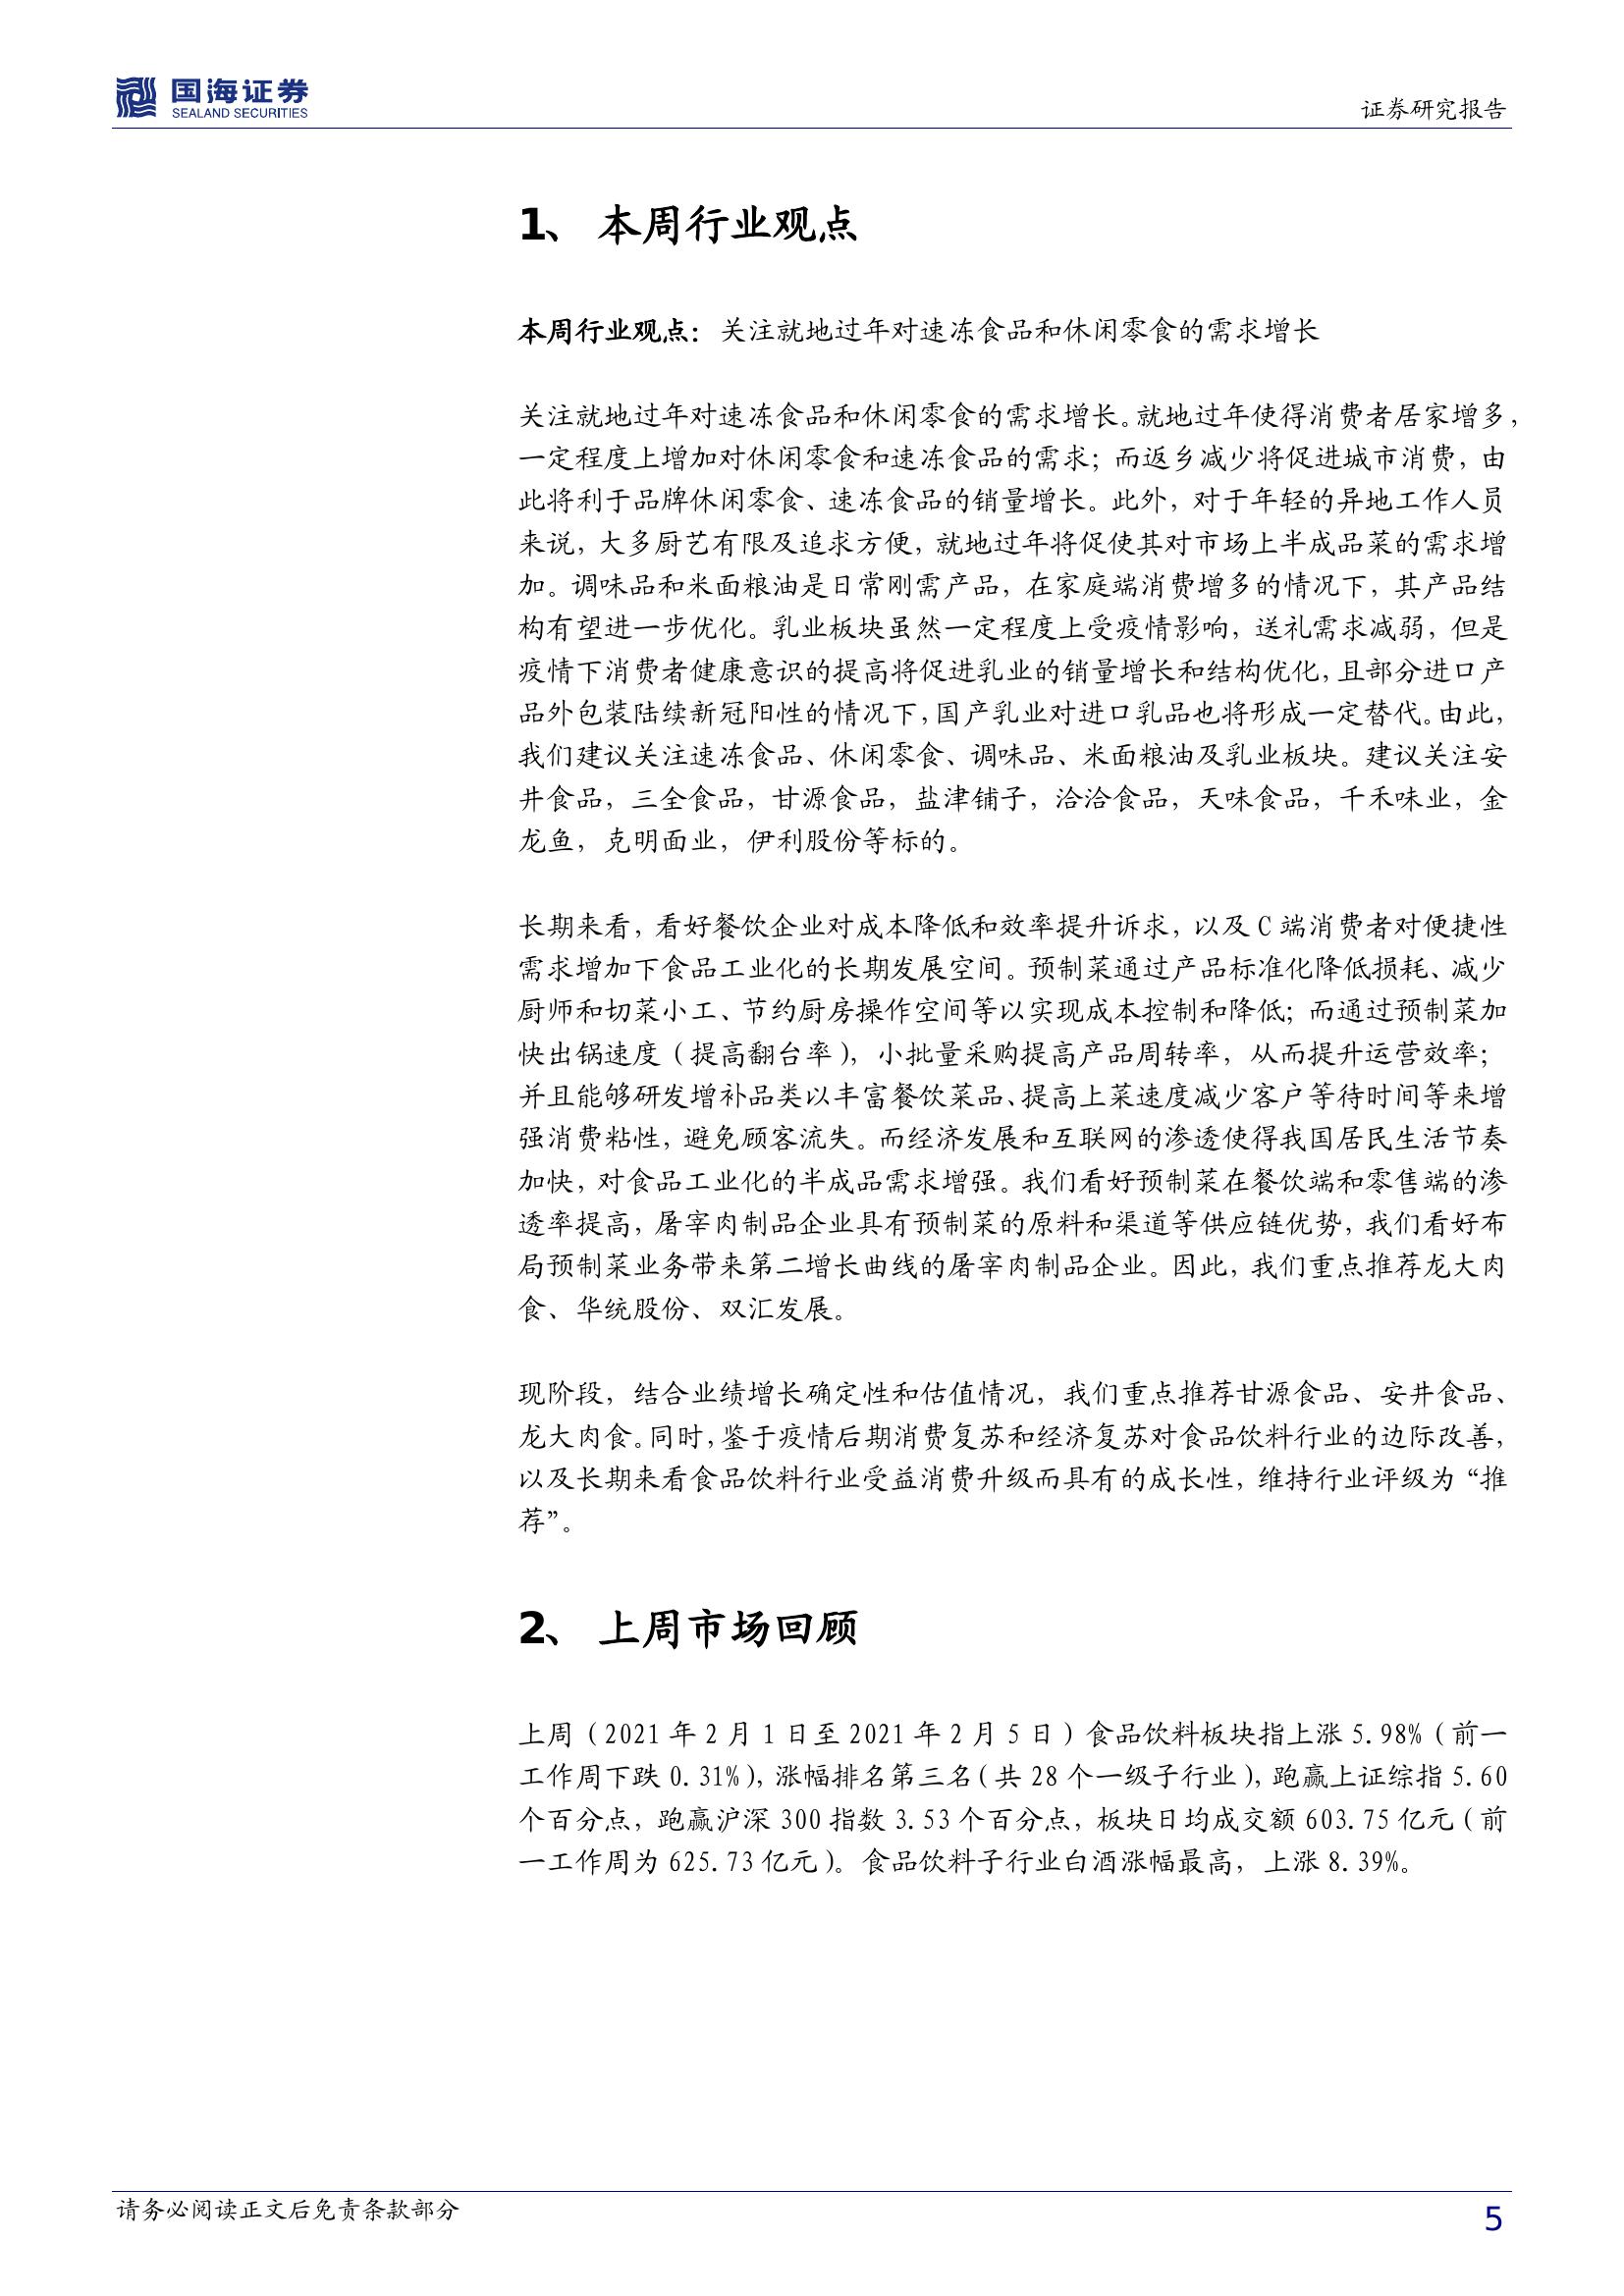 国海证券
SEALAND SECURITIES
证券研究报告
1、 本周行业观点
本周行业观点：关注就地过年对速冻食品和休闲零食的需求增长
关注就地过年对速冻食品和休闲零食的需求增长。就地过年使得消费者居家增多，
一定程度上增加对休闲零食和速冻食品的需求；而返乡减少将促进城市消费，由
此将利于品牌休闲零食、速冻食品的销量增长。此外，对于年轻的异地工作人员
来说，大多厨艺有限及追求方便，就地过年将促使其对市场上半成品菜的需求增
加。调味品和米面粮油是日常刚需产品，在家庭端消费增多的情况下，其产品结
构有望进一步优化。乳业板块虽然一定程度上受疫情影响，送礼需求减弱，但是
疫情下消费者健康意识的提高将促进乳业的销量增长和结构优化，且部分进口产
品外包装陆续新冠阳性的情况下，国产乳业对进口乳品也将形成一定替代。由此，
我们建议关注速冻食品、休闲零食、调味品、米面粮油及乳业板块。建议关注安
井食品，三全食品，甘源食品，盐津铺子，洽洽食品，天味食品，千禾味业，金
龙鱼，克明面业，伊利股份等标的。
长期来看，看好餐饮企业对成本降低和效率提升诉求，以及 C 端消费者对便捷性
需求增加下食品工业化的长期发展空间。预制菜通过产品标准化降低损耗、减少
厨师和切菜小工、节约厨房操作空间等以实现成本控制和降低；而通过预制菜加
快出锅速度（提高翻台率），小批量采购提高产品周转率，从而提升运营效率；
并且能够研发增补品类以丰富餐饮菜品、提高上菜速度减少客户等待时间等来增
强消费粘性，避免顾客流失。而经济发展和互联网的渗透使得我国居民生活节奏
加快，对食品工业化的半成品需求增强。我们看好预制菜在餐饮端和零售端的渗
透率提高，屠宰肉制品企业具有预制菜的原料和渠道等供应链优势，我们看好布
局预制菜业务带来第二增长曲线的屠宰肉制品企业。因此，我们重点推荐龙大肉
食、华统股份、双汇发展。
现阶段，结合业绩增长确定性和估值情况，我们重点推荐甘源食品、安井食品、
龙大肉食。同时，鉴于疫情后期消费复苏和经济复苏对食品饮料行业的边际改善，
以及长期来看食品饮料行业受益消费升级而具有的成长性，维持行业评级为“推
荐”。
2、 上周市场回顾
上周（2021 年 2 月 1 日至 2021 年 2 月 5 日）食品饮料板块指上涨 5.98%（前一
工作周下跌 0.31%），涨幅排名第三名（共 28 个一级子行业），跑赢上证综指 5.60
个百分点，跑赢沪深 300 指数 3.53 个百分点，板块日均成交额 603.75 亿元（前
一工作周为 625.73 亿元）。食品饮料子行业白酒涨幅最高，上涨 8.39%。
请务必阅读正文后免责条款部分
5